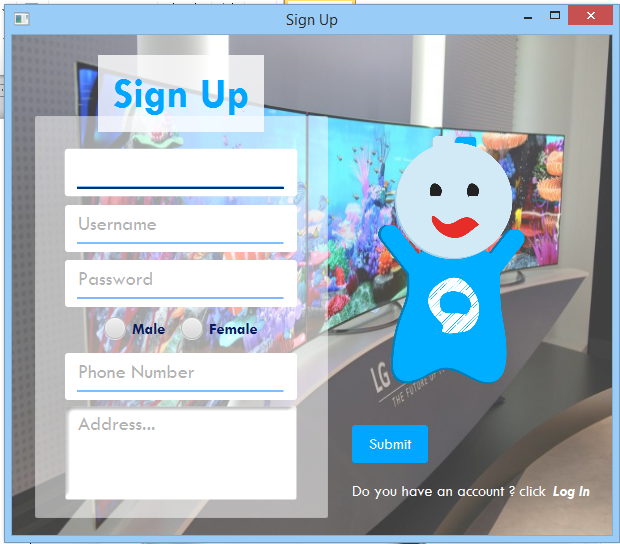 Sign Up
Sign Up
Username
Password
Male
Female
Phone Number
Address...
LG
THE FUTURE OF
Submit
Do you have an account ? click Log In